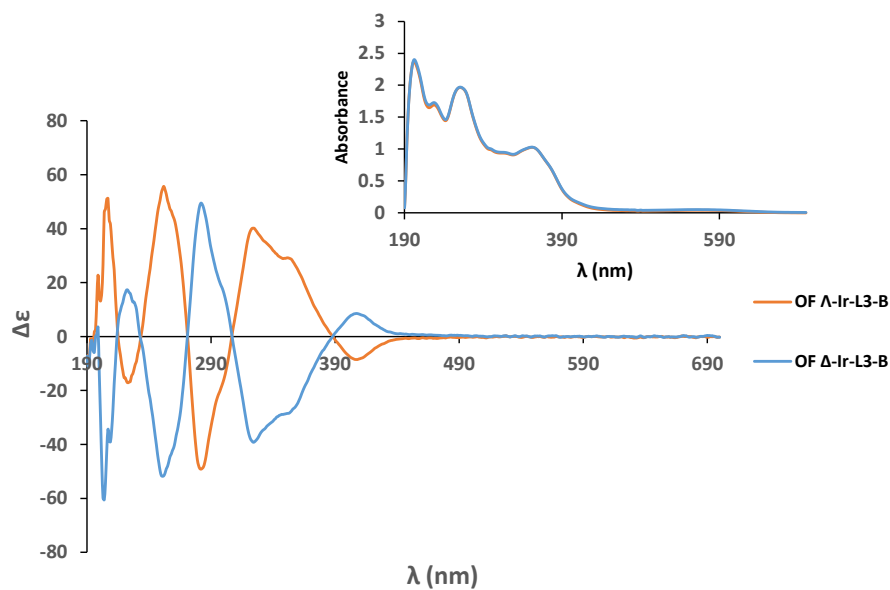 3
2.5
2
1.5
1
0.5
0
Absorbance
190 390 590
λ (nm)
80
60
40
20
0
-20
-40
-60
-80
Δε
190 290 390 490 590 690
λ (nm)
OF Λ-Ir-L3-B
OF Δ-Ir-L3-B